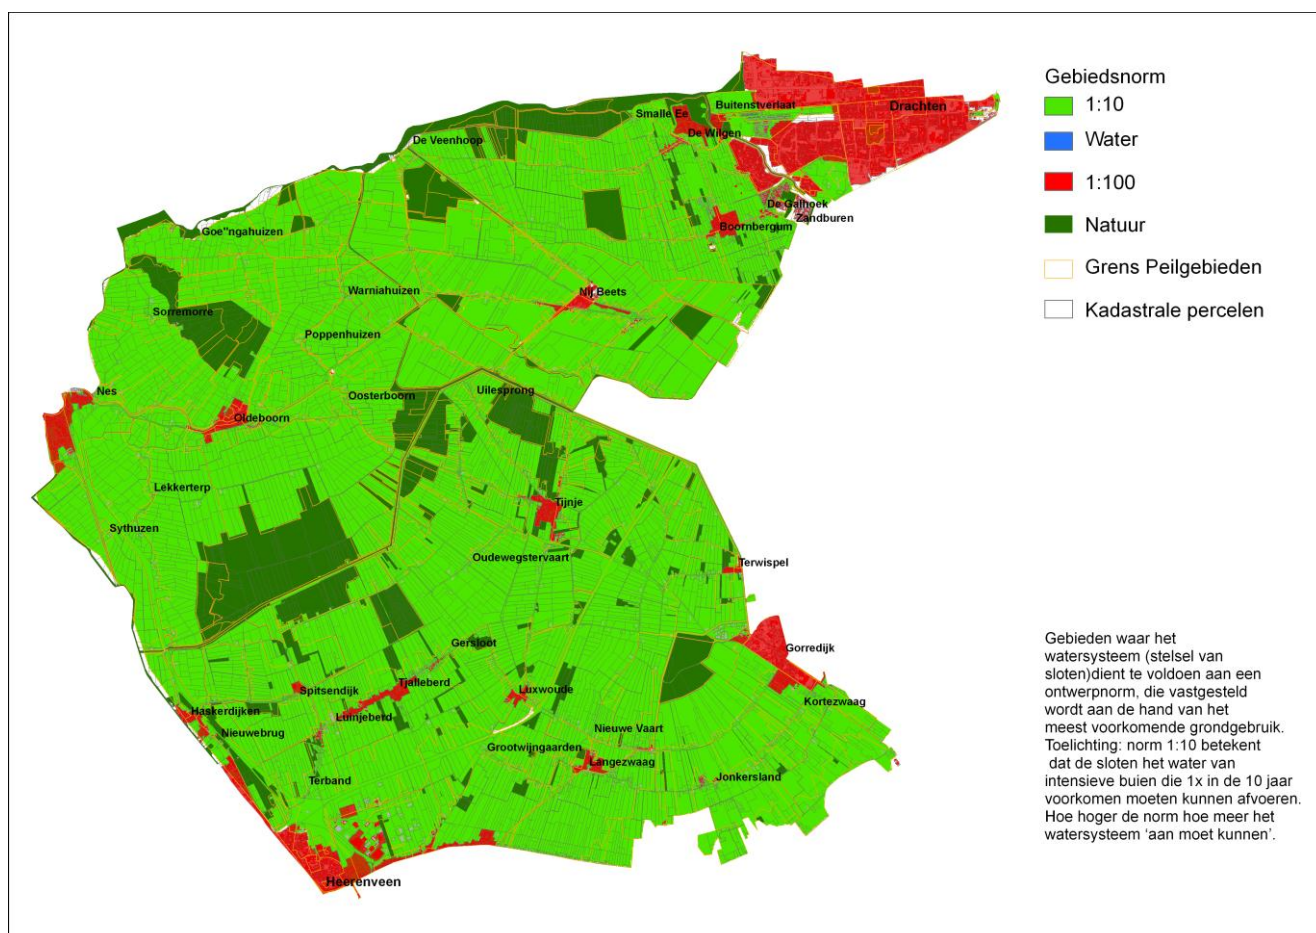 Gebiedsnorm
1:10
Water
1:100
Natuur
Grens Peilgebieden
Kadastrale percelen
Drachten
Buitenstverlaat
Smalle Ee
De Wilgen
De Veenhoop
De Galhoek
Zandburen
Boornbergum
Goe"ngahuizen
Warniahuizen
Nij Beets
Sorremorre
Poppenhuizen
Nes
Oosterboorn
Uilesprong
Oldeboorn
Lekkerterp
Tijnje
Sythuzen
Oudewegstervaart
Terwispel
Gersloot
Gorredijk
Tjalleberd
Spitsendijk
Luxwoude
Kortezwaag
Haskerdijken
Luinjeberd
Nieuwebrug
Nieuwe Vaart
Grootwijngaarden
Langezwaag
Terband
Jonkersland
Heerenveen
Gebieden waar het
watersysteem (stelsel van
sloten)dient te voldoen aan een
ontwerpnorm, die vastgesteld
wordt aan de hand van het
meest voorkomende grondgebruik.
Toelichting: norm 1:10 betekent
dat de sloten het water van
intensieve buien die 1x in de 10 jaar
voorkomen moeten kunnen afvoeren.
Hoe hoger de norm hoe meer het
watersysteem 'aan moet kunnen'.